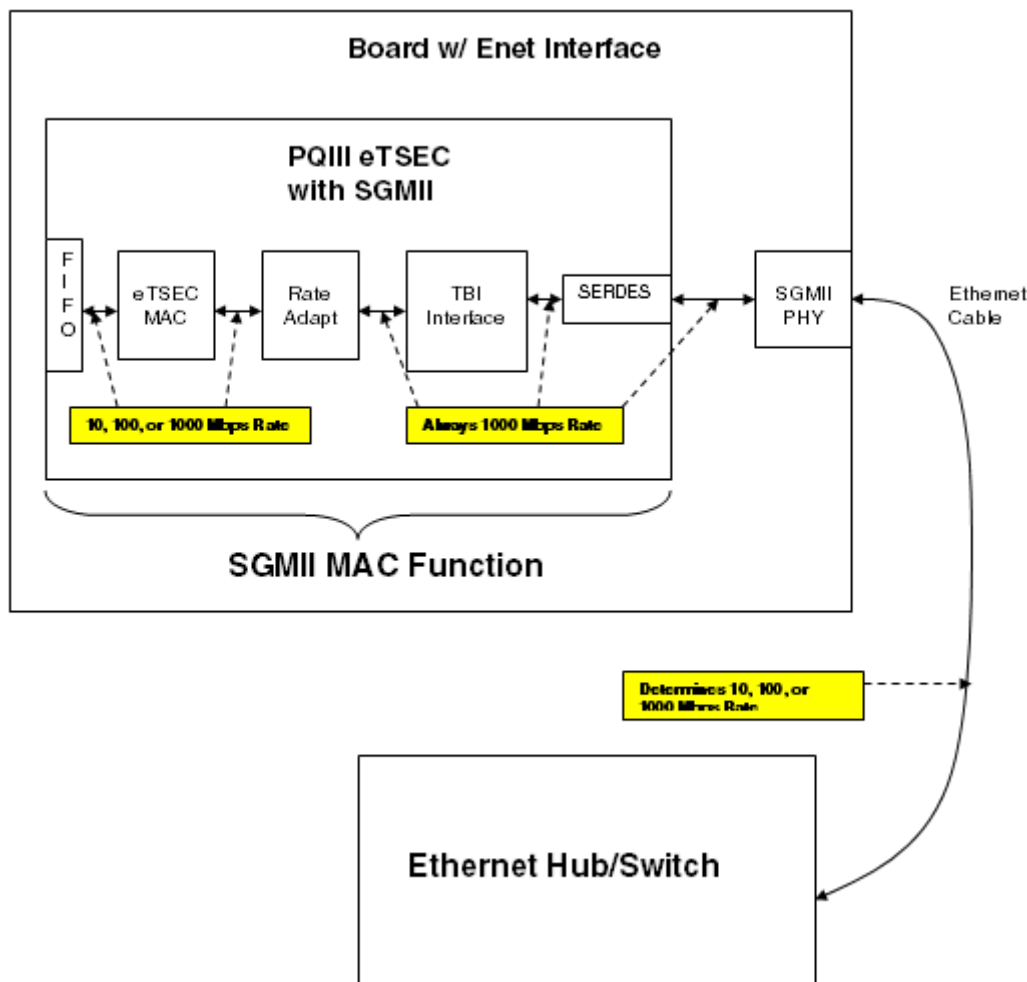 Board w/ Enet Interface
PQIII eTSEC
with SGMII
F
I
F
O
eTSEC
MAC
Rate
Adapt
TBI
Interface
SERDES
SGMII
PHY
Ethernet
Cable
10, 100, or 1000 Mbps Rate
Always 1000 Mbps Rate
SGMII MAC Function
Determines 10, 100, or
1000 Mbps Rate
Ethernet Hub/Switch